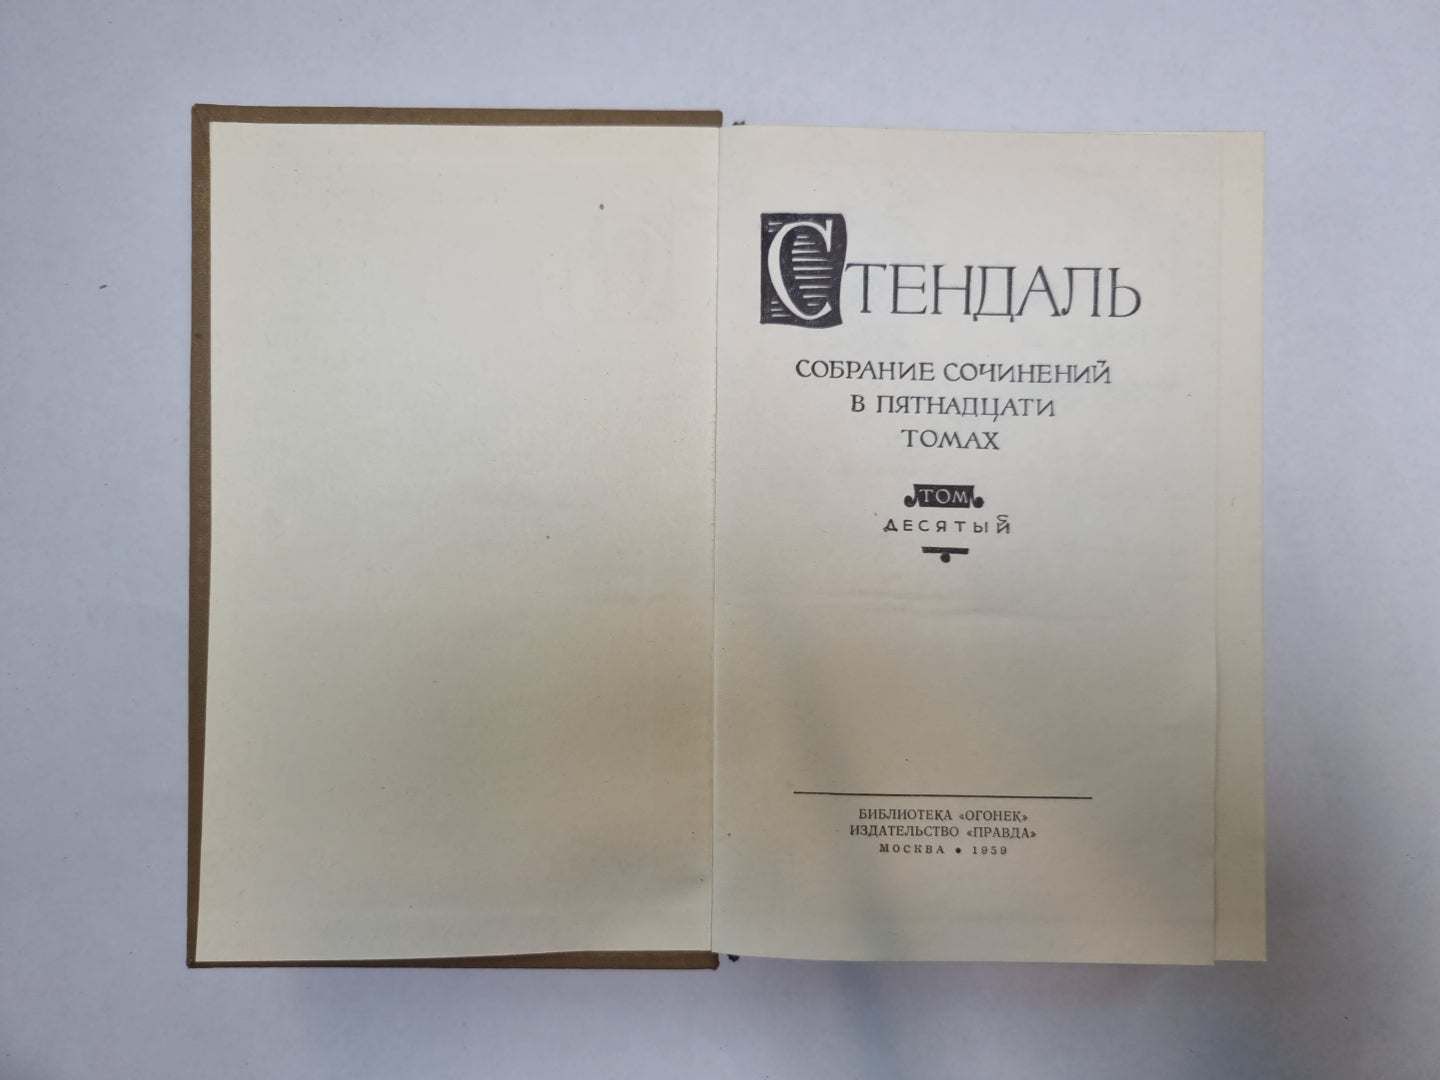 СТЕНДАЛЬ
СОБРАНИЕ СОЧИНЕНИЙ
В ПЯТНАДЦАТИ
ТОМАХ
ТОМ
ДЕСЯТЫЙ
БИБЛИОТЕКА «ОГОНЕК»
ИЗДАТЕЛЬСТВО «ПРАВДА»
МОСКВА • 1959